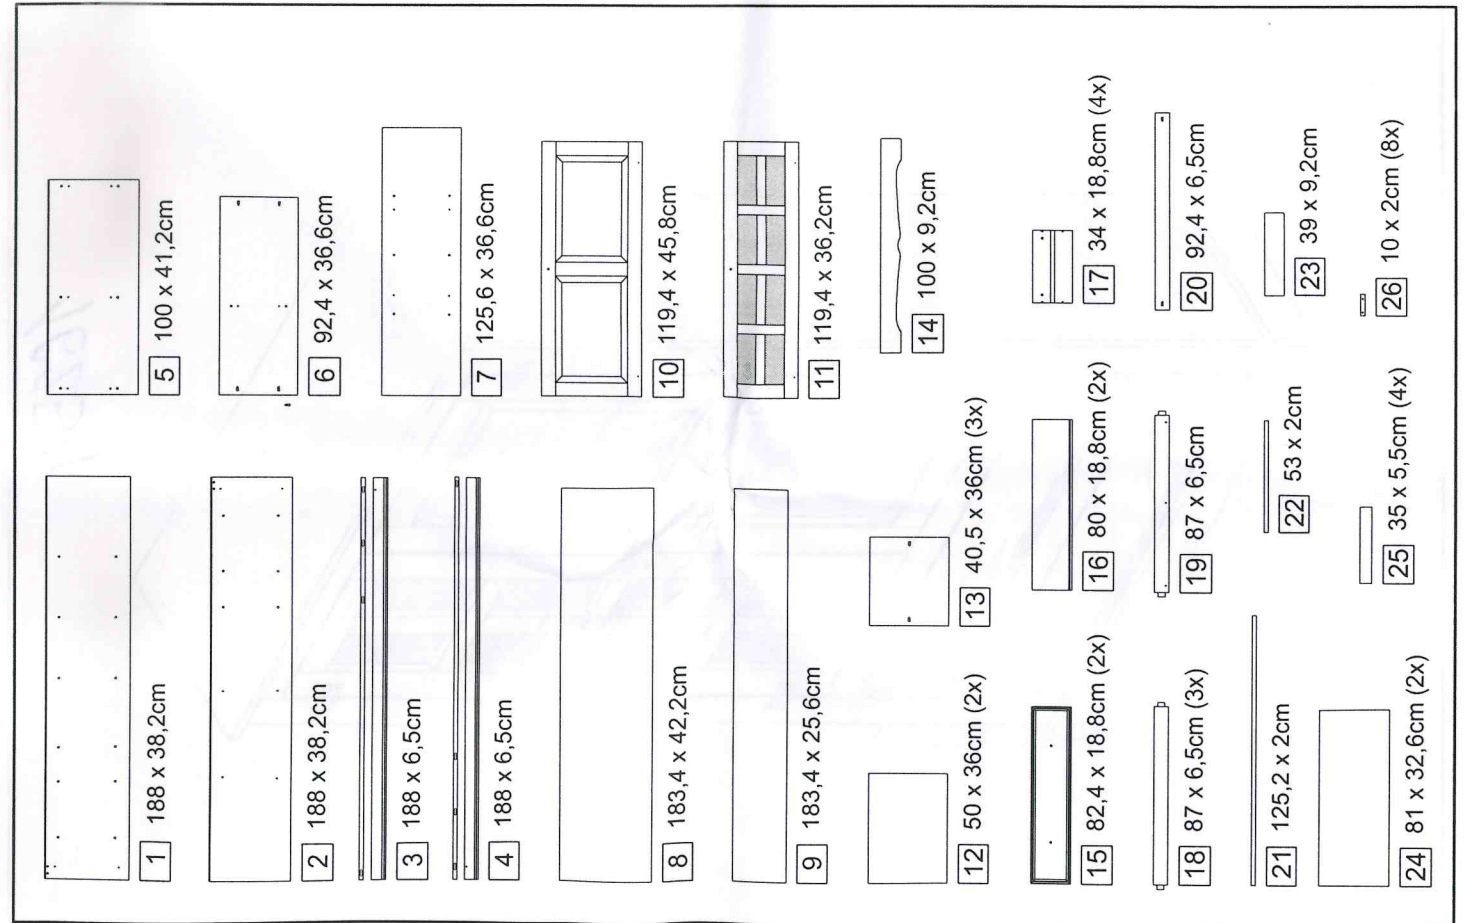 1 188 x 38,2cm
5 100 x 41,2cm
2 188 x 38,2cm
6 92,4 x 36,6cm
3 188 x 6,5cm
7 125,6 x 36,6cm
4 188 x 6,5cm
8 183,4 x 42,2cm
10 119,4 x 45,8cm
9 183,4 x 25,6cm
11 119,4 x 36,2cm
12 50 x 36cm (2x)
13 40,5 x 36cm (3x)
14 100 x 9,2cm
15 82,4 x 18,8cm (2x)
16 80 x 18,8cm (2x)
17 34 x 18,8cm (4x)
18 87 x 6,5cm (3x)
19 87 x 6,5cm
20 92,4 x 6,5cm
21 125,2 x 2cm
22 53 x 2cm
23 39 x 9,2cm
24 81 x 32,6cm (2x)
25 35 x 5,5cm (4x)
26 10 x 2cm (8x)